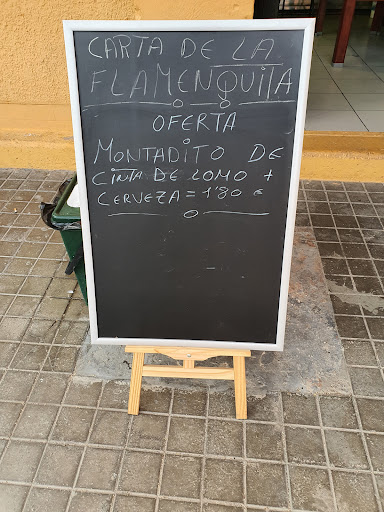 CARTA DE LA
FLAMENQUITA
OFERTA
MONTADITO DE
CINTA DE LOMO +
CERVEZA = 1'80 €